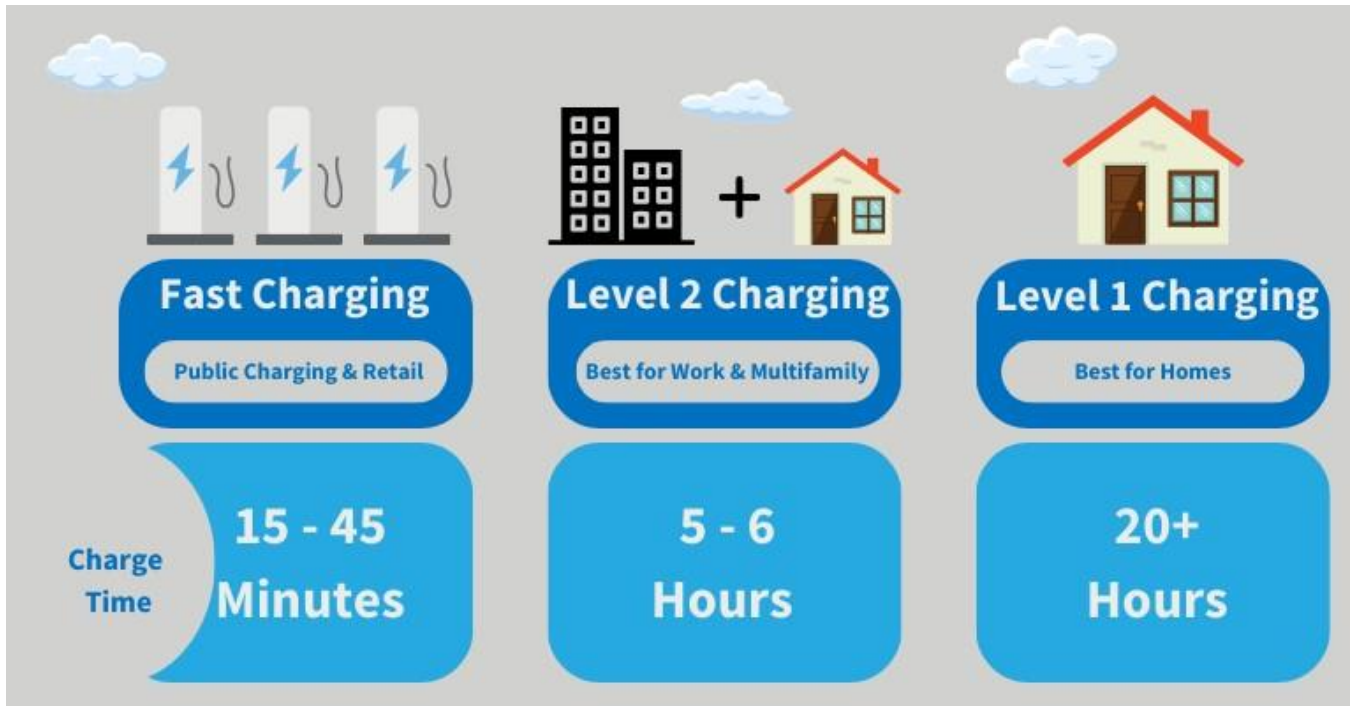 Fast Charging
Public Charging & Retail
Level 2 Charging
Best for Work & Multifamily
Level 1 Charging
Best for Homes
Charge
Time
15 - 45
Minutes
5 - 6
Hours
20+
Hours